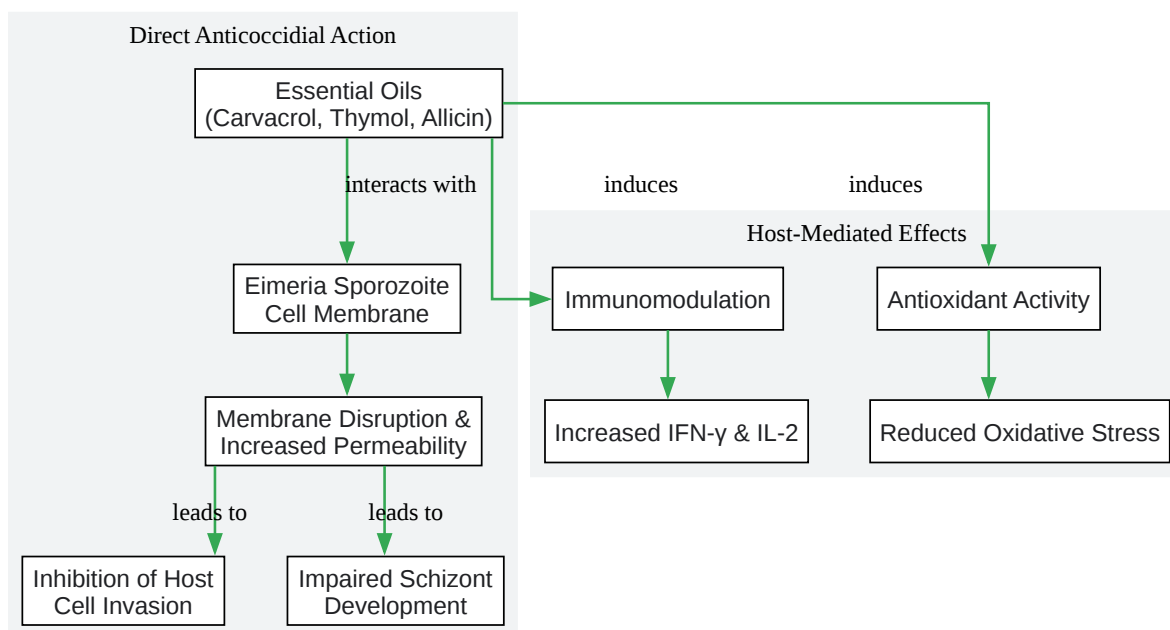 Direct Anticoccidial Action
Essential Oils
(Carvacrol, Thymol, Allicin)
interacts with
induces
induces
Host-Mediated Effects
Eimeria Sporozoite
Cell Membrane
Immunomodulation
Antioxidant Activity
Membrane Disruption &
Increased Permeability
Increased IFN-γ & IL-2
Reduced Oxidative Stress
leads to
leads to
Inhibition of Host
Cell Invasion
Impaired Schizont
Development